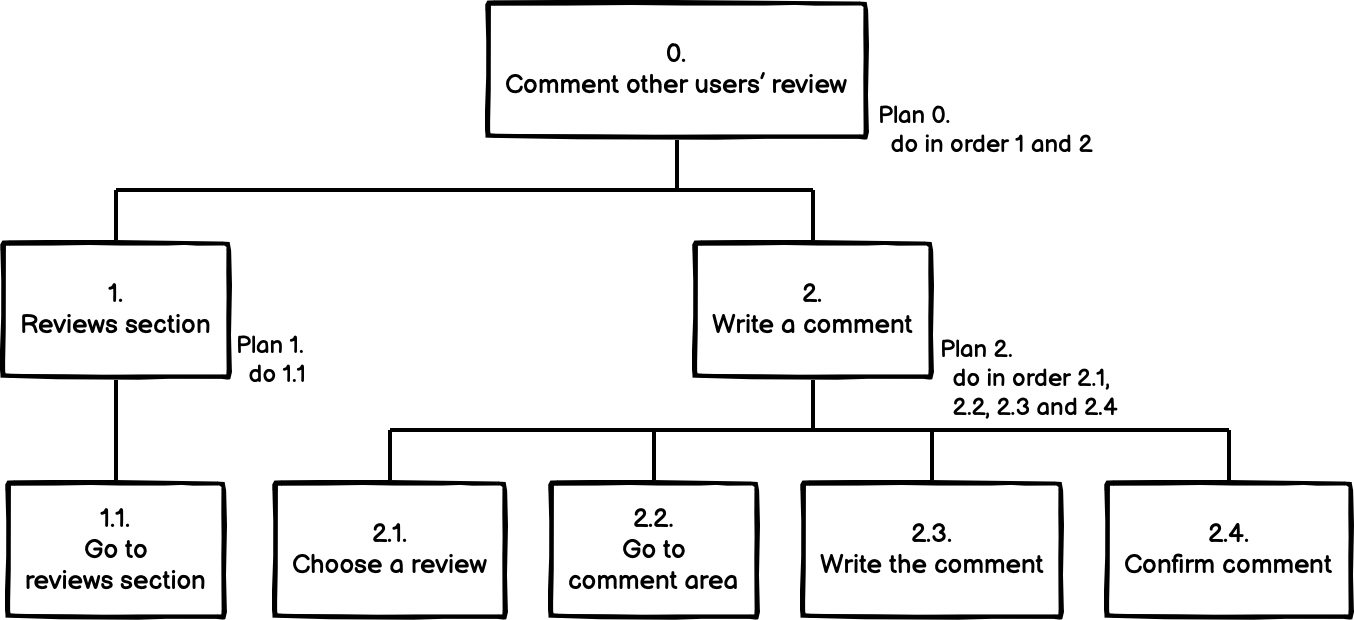 0.
Comment other users' review
Plan 0.
do in order 1 and 2
1.
Reviews section
Plan 1.
do 1.1
2.
Write a comment
Plan 2.
do in order 2.1,
2.2, 2.3 and 2.4
1.1.
Go to
reviews section
2.1.
Choose a review
2.2.
Go to
comment area
2.3.
Write the comment
2.4.
Confirm comment